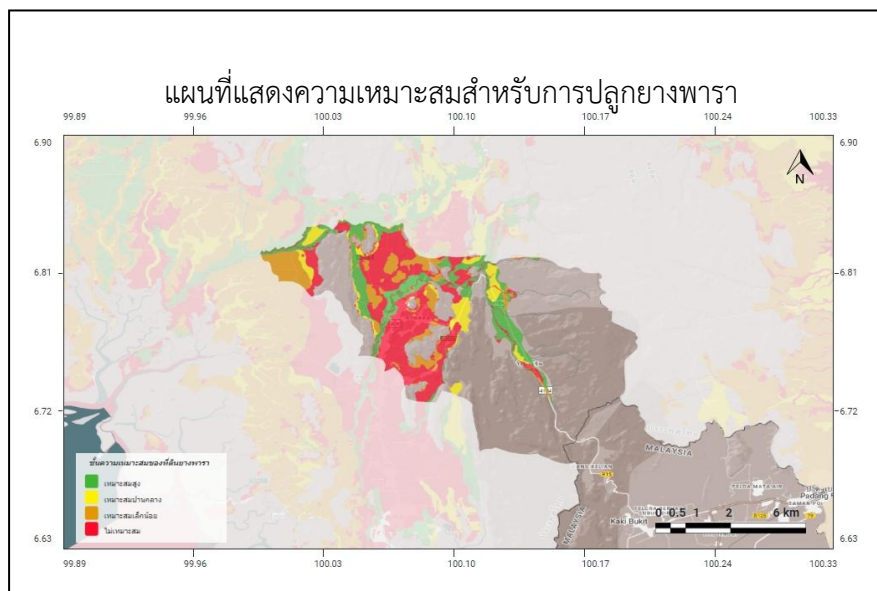 แผนที่แสดงความเหมาะสมสำหรับการปลูกยางพารา
99.89 99.96 100.03 100.10 100.17 100.24 100.33
6.90 6.90
N
6.81 6.81
6.72 6.72
MALAYSIA
ชั้นความเหมาะสมของที่ดินยางพารา
เหมาะสมสูง
เหมาะสมปานกลาง
เหมาะสมเล็กน้อย
ไม่เหมาะสม
R75
MALAYSIA
Kaki Bukit
Padang
0 0.5 1 2 6 km
6.63 6.63
99.89 99.96 100.03 100.10 100.17 100.24 100.33